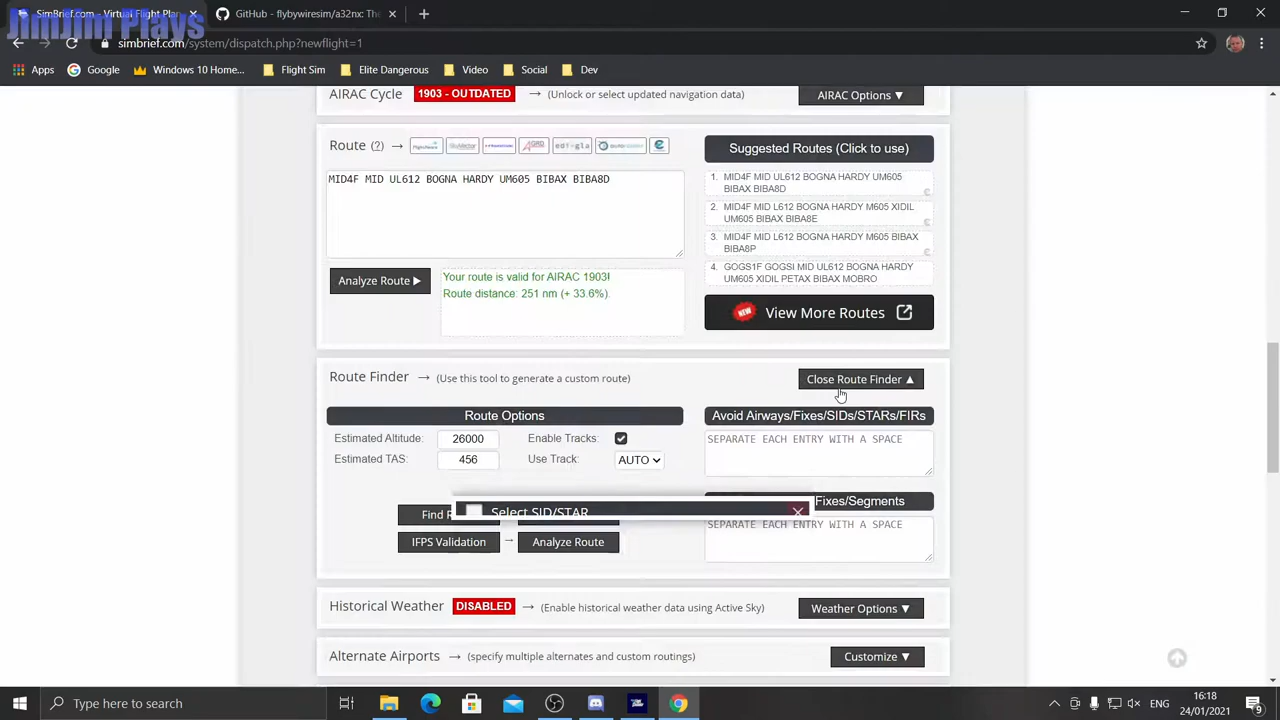 SimBrief.com - Virtual Flight Plan
GitHub - flybywiresim/a32nx: The
JimJim Plays
simbrief.com/system/dispatch.php?newflight=1
Apps
Google
Windows 10 Home...
Flight Sim
Elite Dangerous
Video
Social
Dev
AIRAC Cycle 1903 - OUTDATED → (Unlock or select updated navigation data) AIRAC Options ▼
Route (2) →
MID4F MID UL612 BOGNA HARDY UM605 BIBAX BIBA8D
Suggested Routes (Click to use)
1. MID4F MID UL612 BOGNA HARDY UM605
BIBAX BIBA8D
2. MID4F MID L612 BOGNA HARDY M605 XIDIL
UM605 BIBAX BIBA8E
3. MID4F MID L612 BOGNA HARDY M605 BIBAX
BIBA8P
4. GOGS1F GOGSI MID UL612 BOGNA HARDY
UM605 XIDIL PETAX BIBAX MOBRO
Analyze Route ▶
Your route is valid for AIRAC 1903!
Route distance: 251 nm (+ 33.6%).
NEW View More Routes
Route Finder → (Use this tool to generate a custom route) Close Route Finder ▲
Route Options
Estimated Altitude: 26000 Enable Tracks:
Estimated TAS: 456 Use Track: AUTO
Avoid Airways/Fixes/SIDs/STARs/FIRs
SEPARATE EACH ENTRY WITH A SPACE
Fixes/Segments
SEPARATE EACH ENTRY WITH A SPACE
Find
Select SID/STAR
IFPS Validation → Analyze Route
Historical Weather DISABLED → (Enable historical weather data using Active Sky) Weather Options ▼
Alternate Airports → (specify multiple alternates and custom routings) Customize ▼
Type here to search
ENG
16:18
24/01/2021
9